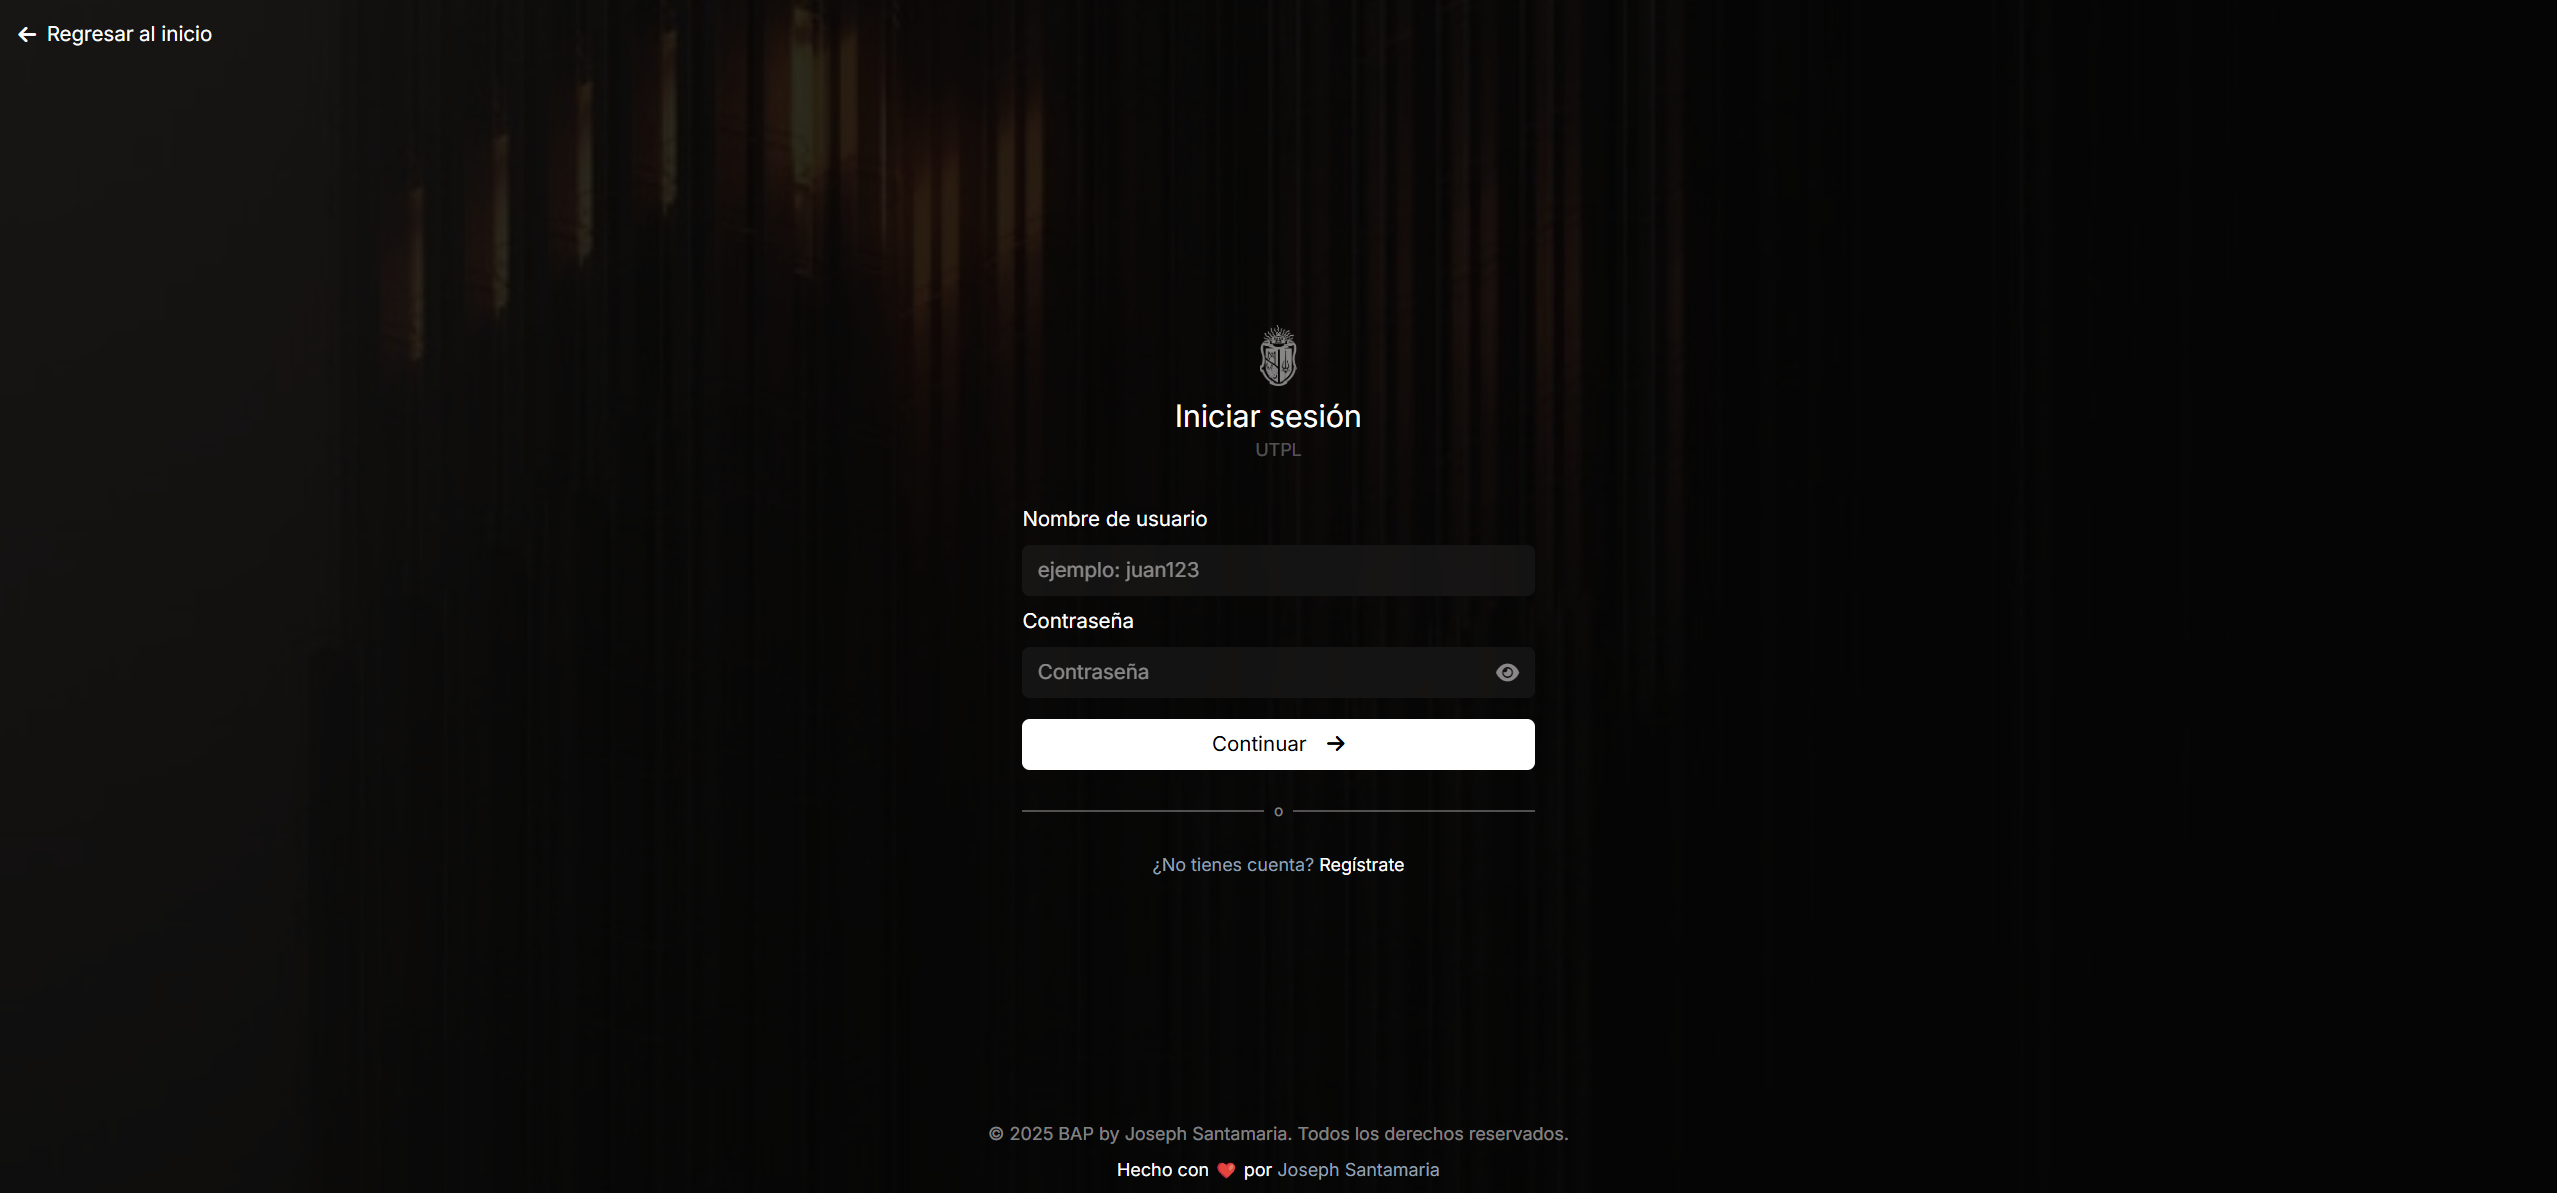 Regresar al inicio
Iniciar sesión
UTPL
Nombre de usuario
ejemplo: juan123
Contraseña
Contraseña
Continuar
o
¿No tienes cuenta? Regístrate
© 2025 BAP by Joseph Santamaria. Todos los derechos reservados.
Hecho con ❤️ por Joseph Santamaria